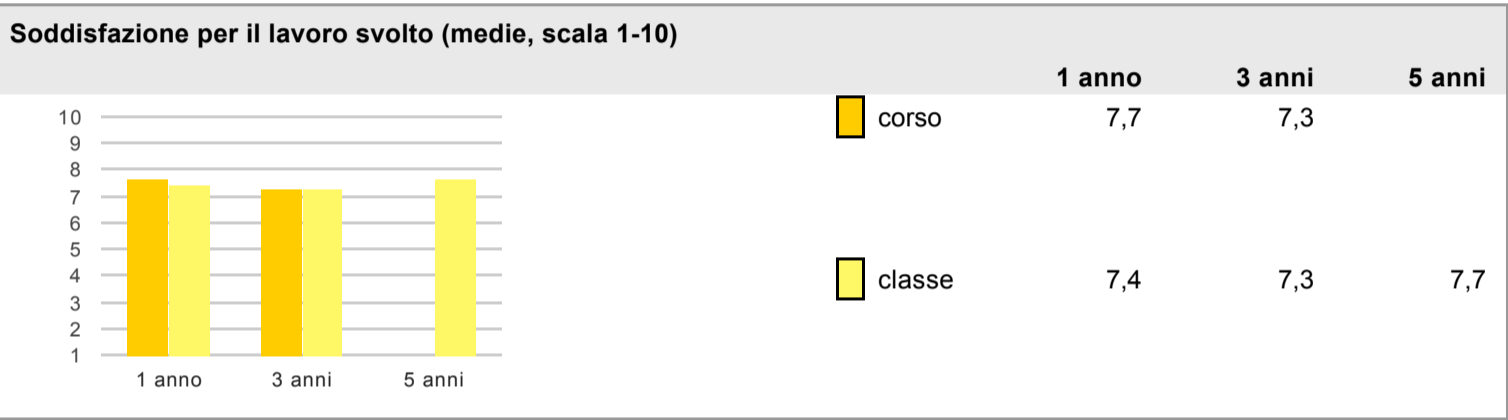 Soddisfazione per il lavoro svolto (medie, scala 1-10)
1 anno 3 anni 5 anni
corso 7,7 7,3
classe 7,4 7,3 7,7
10
9
8
7
6
5
4
3
2
1
1 anno 3 anni 5 anni